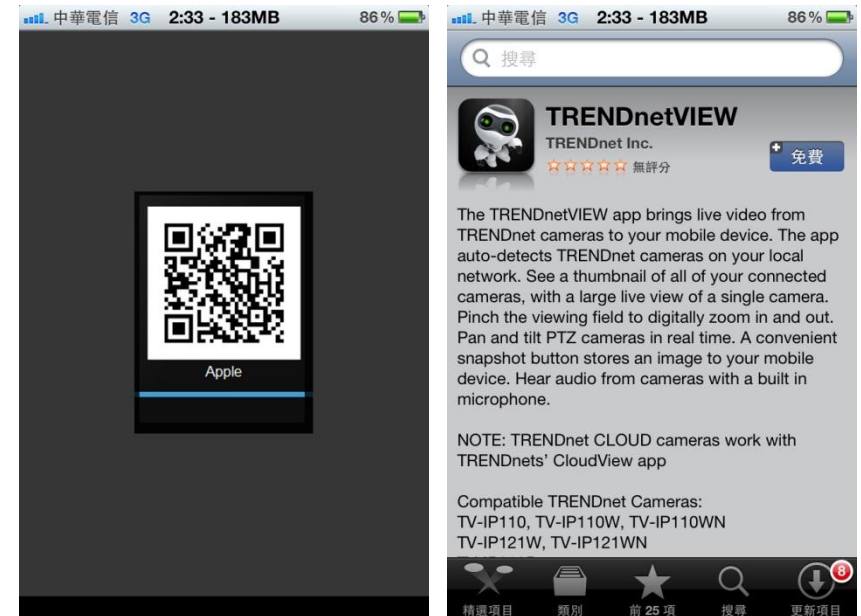 中華電信 3G 2:33 - 183MB 86%
Apple
中華電信 3G 2:33 - 183MB 86%
搜尋
TRENDnetVIEW
TRENDnet Inc.
無評分
免費
The TRENDnetVIEW app brings live video from
TRENDnet cameras to your mobile device. The app
auto-detects TRENDnet cameras on your local
network. See a thumbnail of all of your connected
cameras, with a large live view of a single camera.
Pinch the viewing field to digitally zoom in and out.
Pan and tilt PTZ cameras in real time. A convenient
snapshot button stores an image to your mobile
device. Hear audio from cameras with a built in
microphone.
NOTE: TRENDnet CLOUD cameras work with
TRENDnets’ CloudView app
Compatible TRENDnet Cameras:
TV-IP110, TV-IP110W, TV-IP110WN
TV-IP121W, TV-IP121WN
8
精選項目 類別 前 25 項 搜尋 更新項目